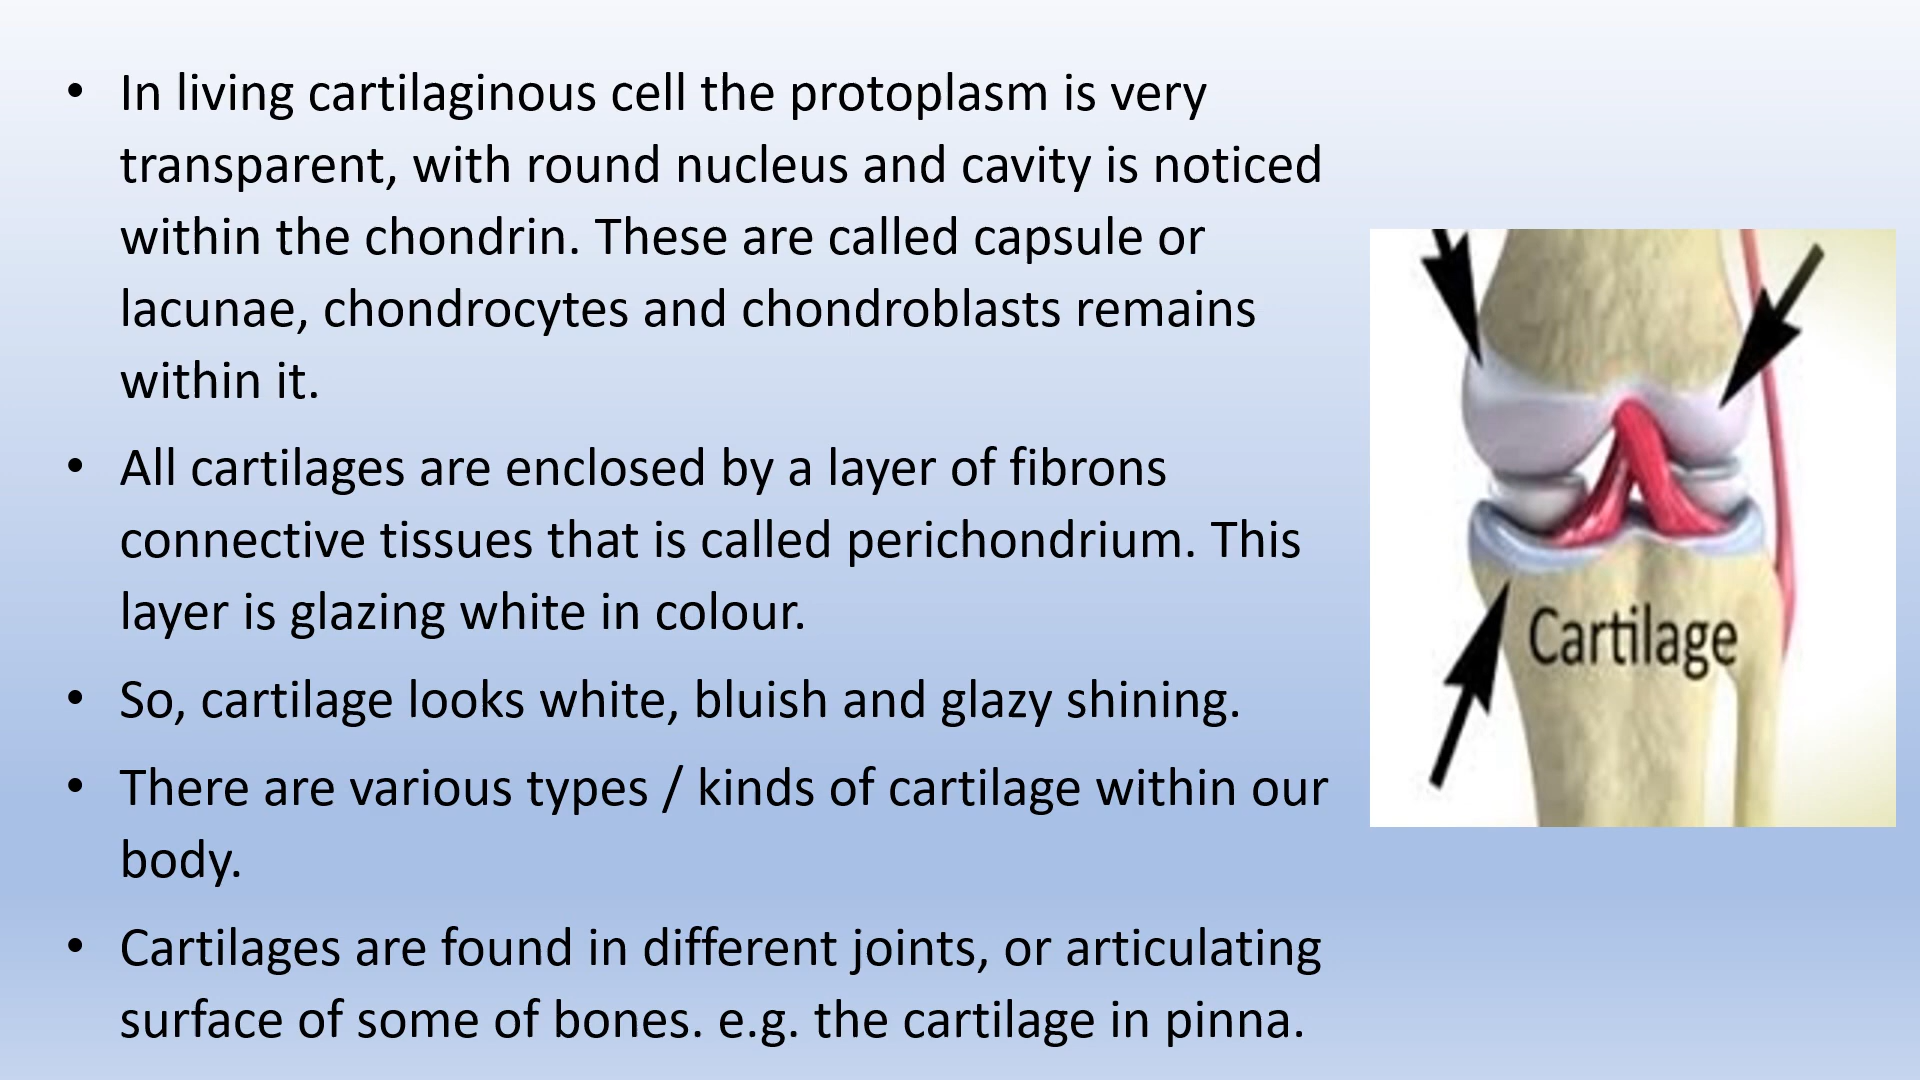 • In living cartilaginous cell the protoplasm is very
transparent, with round nucleus and cavity is noticed
within the chondrin. These are called capsule or
lacunae, chondrocytes and chondroblasts remains
within it.
• All cartilages are enclosed by a layer of fibrons
connective tissues that is called perichondrium. This
layer is glazing white in colour.
• So, cartilage looks white, bluish and glazy shining.
• There are various types / kinds of cartilage within our
body.
• Cartilages are found in different joints, or articulating
surface of some of bones. e.g. the cartilage in pinna.
Cartilage